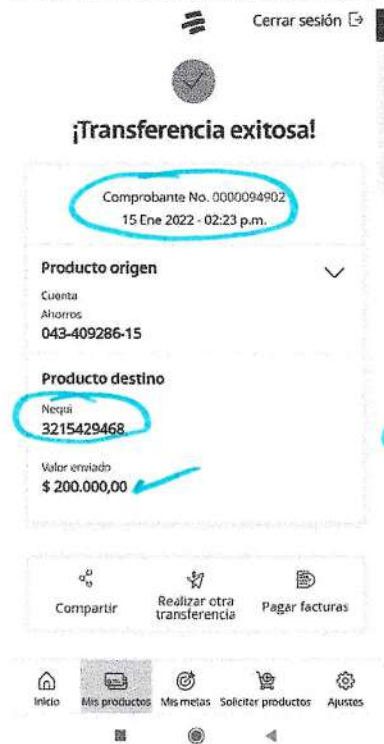 Cerrar sesión
¡Transferencia exitosa!
Comprobante No. 0000094902
15 Ene 2022 - 02:23 p.m.
Producto origen
Cuenta
Ahorros
043-409286-15
Producto destino
Nequi
3215429468
Valor enviado
$ 200.000,00
Compartir
Realizar otra
transferencia
Pagar facturas
Inicio
Mis productos
Mis metas
Solicitar productos
Ajustes